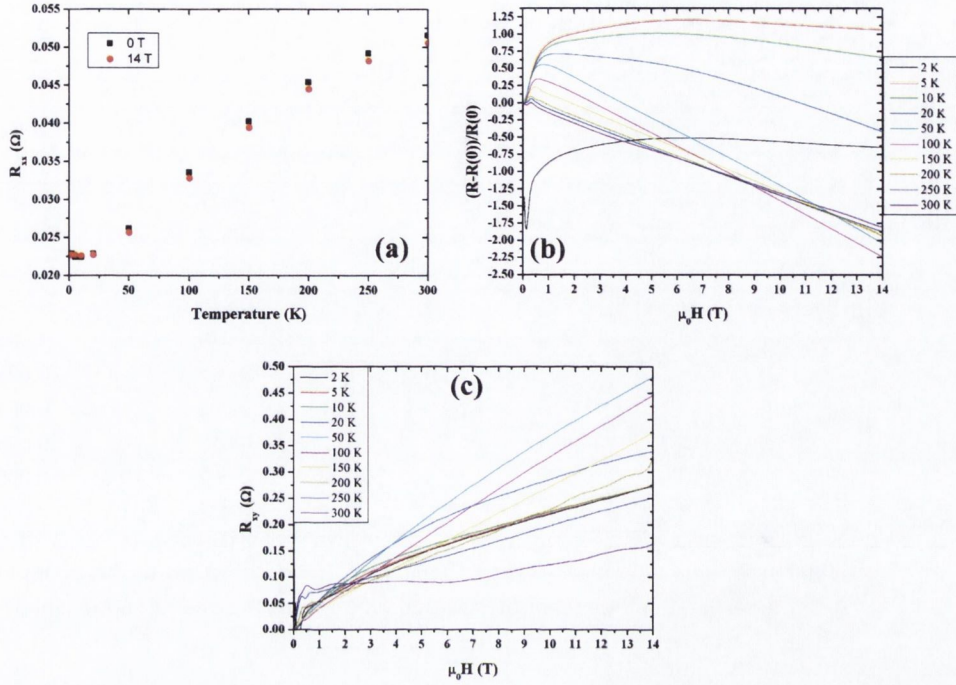 0.055
0.050
0.045
0.040
0.035
0.030
0.025
0.020
R_xx (Ω)
0 T
14 T
0
50
100
150
200
250
300
Temperature (K)
(a)
1.25
1.00
0.75
0.50
0.25
0.00
-0.25
-0.50
-0.75
-1.00
-1.25
-1.50
-1.75
-2.00
-2.25
-2.50
(R-R(0))/R(0
0 1 2 3 4 5 6 7 8 9 10 11 12 13 14
μ₀H (T)
(b)
2 K
5 K
10 K
20 K
50 K
100 K
150 K
200 K
250 K
300 K
(c)
0.50
0.45
0.40
0.35
0.30
0.25
0.20
0.15
0.10
0.05
0.00
R_xy (Ω)
2 K
5 K
10 K
20 K
50 K
100 K
150 K
200 K
250 K
300 K
0 1 2 3 4 5 6 7 8 9 10 11 12 13 14
μ₀H (T)